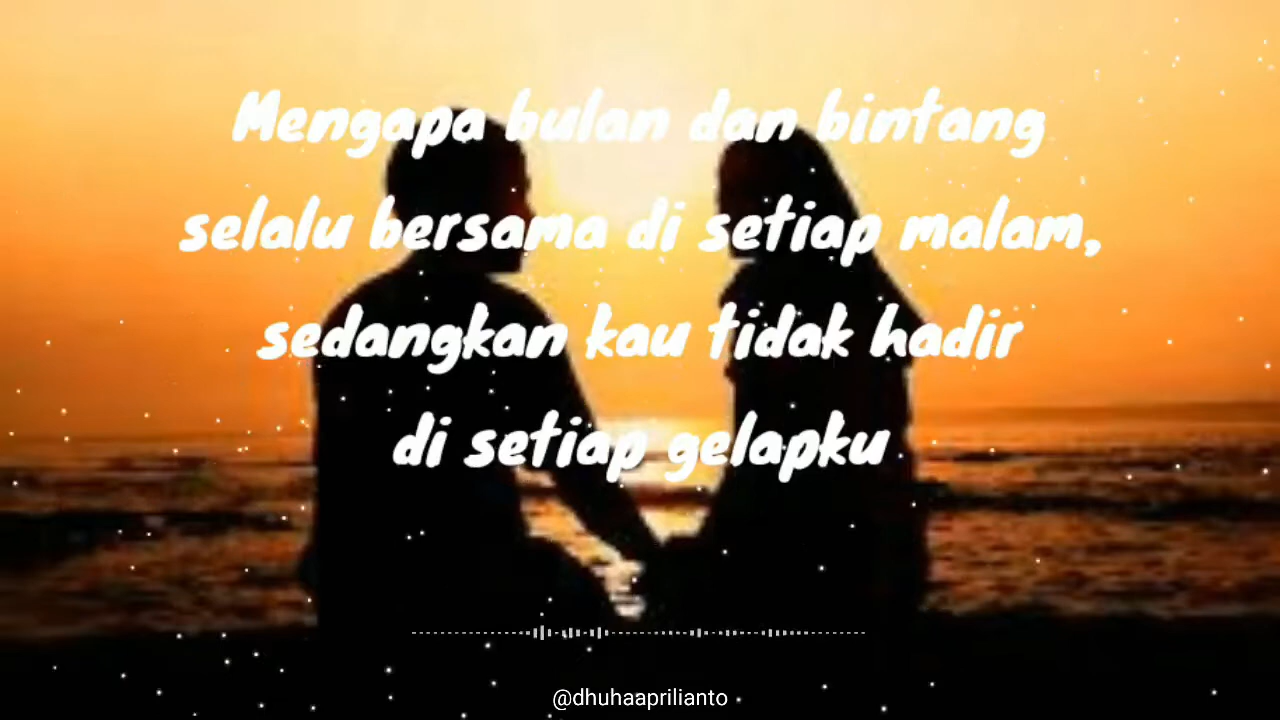 Mengapa bulan dan bintang
selalu bersama di setiap malam,
sedangkan kau tidak hadir
di setiap gelapku
@dhuhaaprilianto